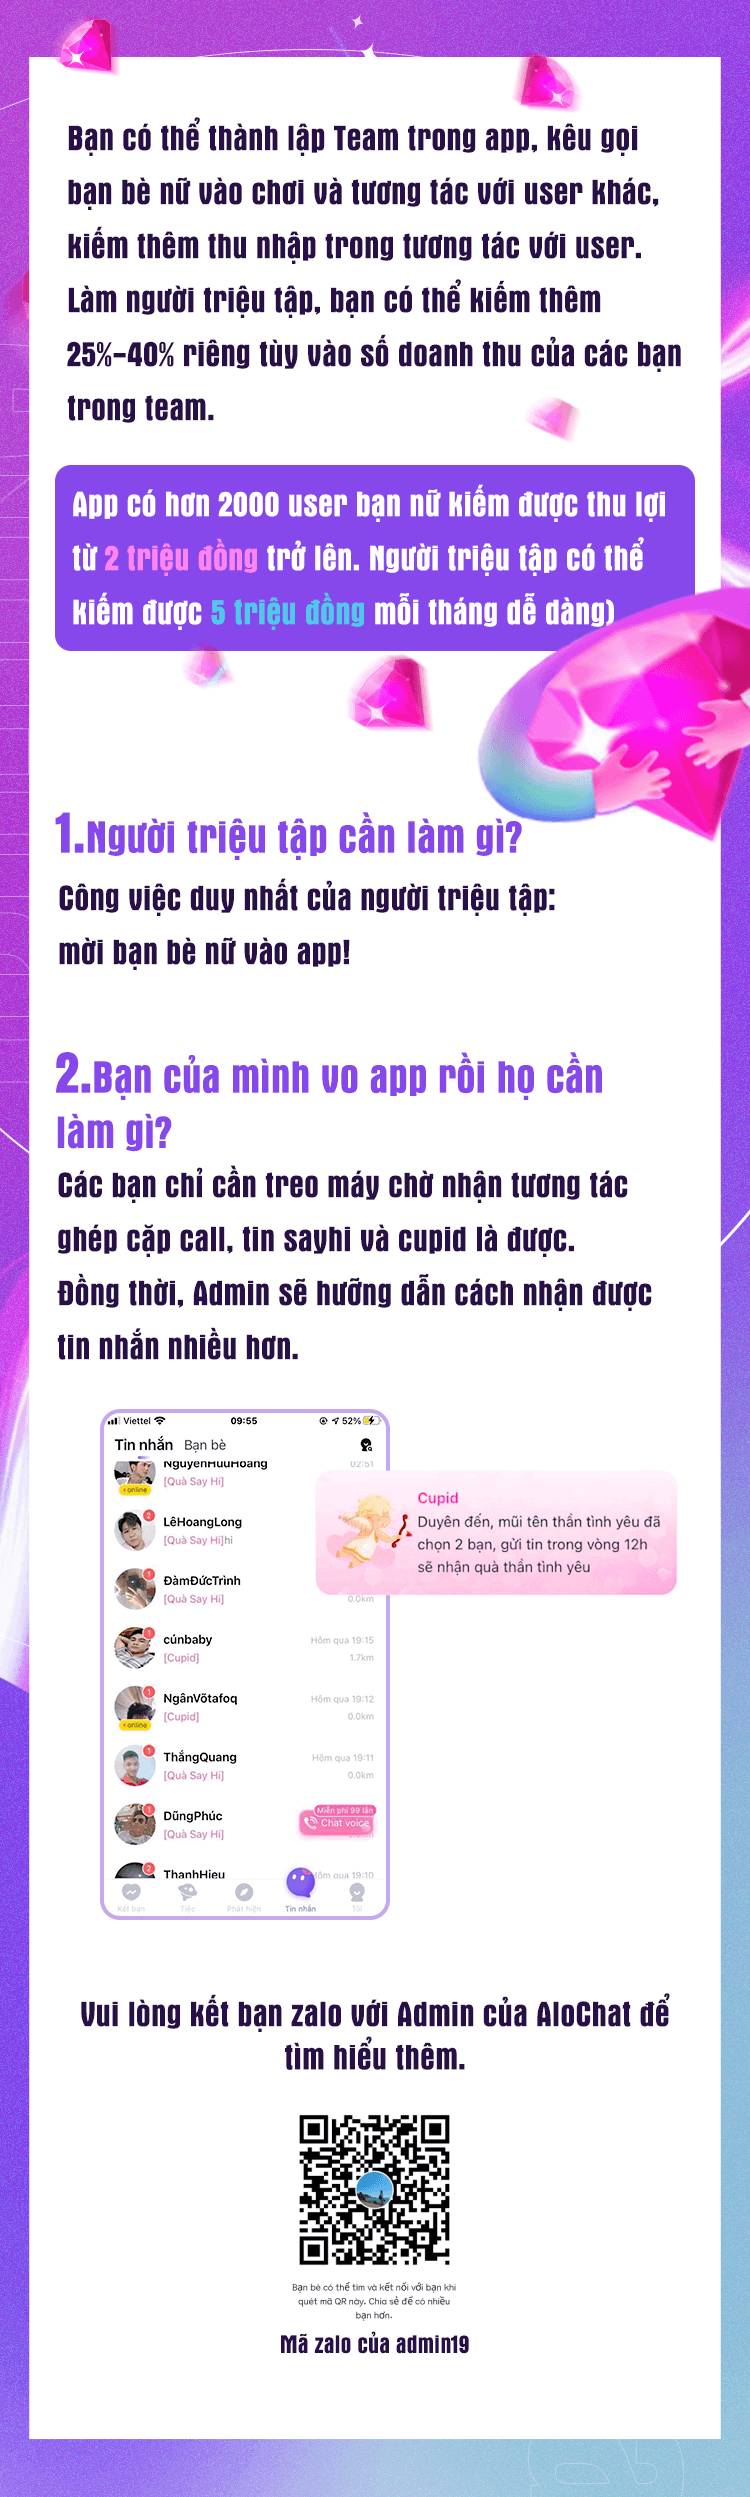 Bạn có thể thành lập Team trong app, kêu gọi
bạn bè nữ vào chơi và tương tác với user khác,
kiếm thêm thu nhập trong tương tác với user.
Làm người triệu tập, bạn có thể kiếm thêm
25%-40% riêng tùy vào số doanh thu của các bạn
trong team.
App có hơn 2000 user bạn nữ kiếm được thu lợi
từ 2 triệu đồng trở lên. Người triệu tập có thể
kiếm được 5 triệu đồng mỗi tháng dễ dàng)
1.Người triệu tập cần làm gì?
Công việc duy nhất của người triệu tập:
mời bạn bè nữ vào app!
2.Bạn của mình vo app rồi họ cần
làm gì?
Các bạn chỉ cần treo máy chờ nhận tương tác
ghép cặp call, tin sayhi và cupid là được.
Đồng thời, Admin sẽ hướng dẫn cách nhận được
tin nhắn nhiều hơn.
Viettel 09:55 52%
Tin nhắn Bạn bè
NguyenHuuHoang 02:51
online [Quà Say Hi]
2 LêHoangLong
[Quà Say Hi]hi
Cupid
Duyên đến, mũi tên thần tình yêu đã
chọn 2 bạn, gửi tin trong vòng 12h
sẽ nhận quà thần tình yêu
1 ĐàmĐứcTrình
[Quà Say Hi] 0.0km
1 cúnbaby Hôm qua 19:15
[Cupid] 1.7km
1 NgânVõtafoq Hôm qua 19:12
online [Cupid] 0.0km
1 ThắngQuang Hôm qua 19:11
[Quà Say Hi] 0.0km
1 DũngPhúc Miễn phí 99 lần
[Quà Say Hi] Chat voice
2 ThanhHieu Hôm qua 19:10
Kết bạn Tiệc Phát hiện Tin nhắn Tôi
Vui lòng kết bạn zalo với Admin của AloChat để
tìm hiểu thêm.
Bạn bè có thể tìm và kết nối với bạn khi
quét mã QR này. Chia sẻ để có nhiều
bạn hơn.
Mã zalo của admin19